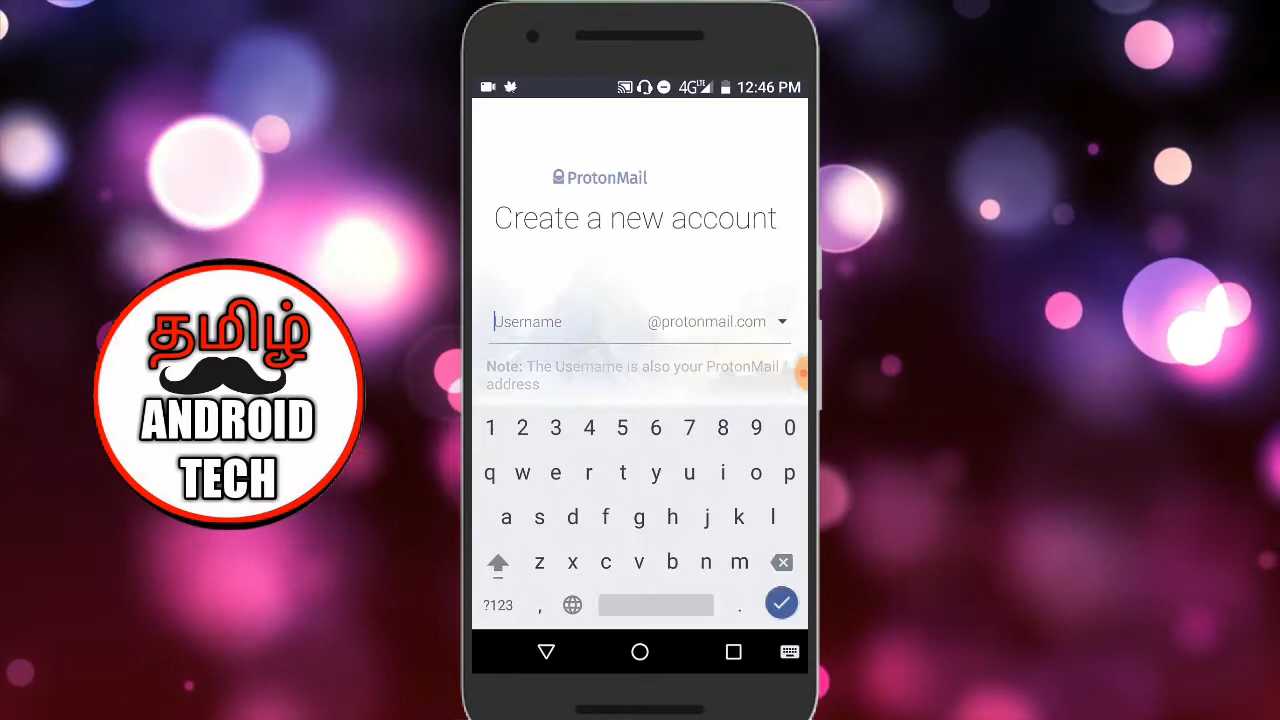 தமிழ்
ANDROID
TECH
4G LTE 12:46 PM
ProtonMail
Create a new account
Username @protonmail.com
Note: The Username is also your ProtonMail
address
1 2 3 4 5 6 7 8 9 0
q w e r t y u i o p
a s d f g h j k l
z x c v b n m
?123 , .